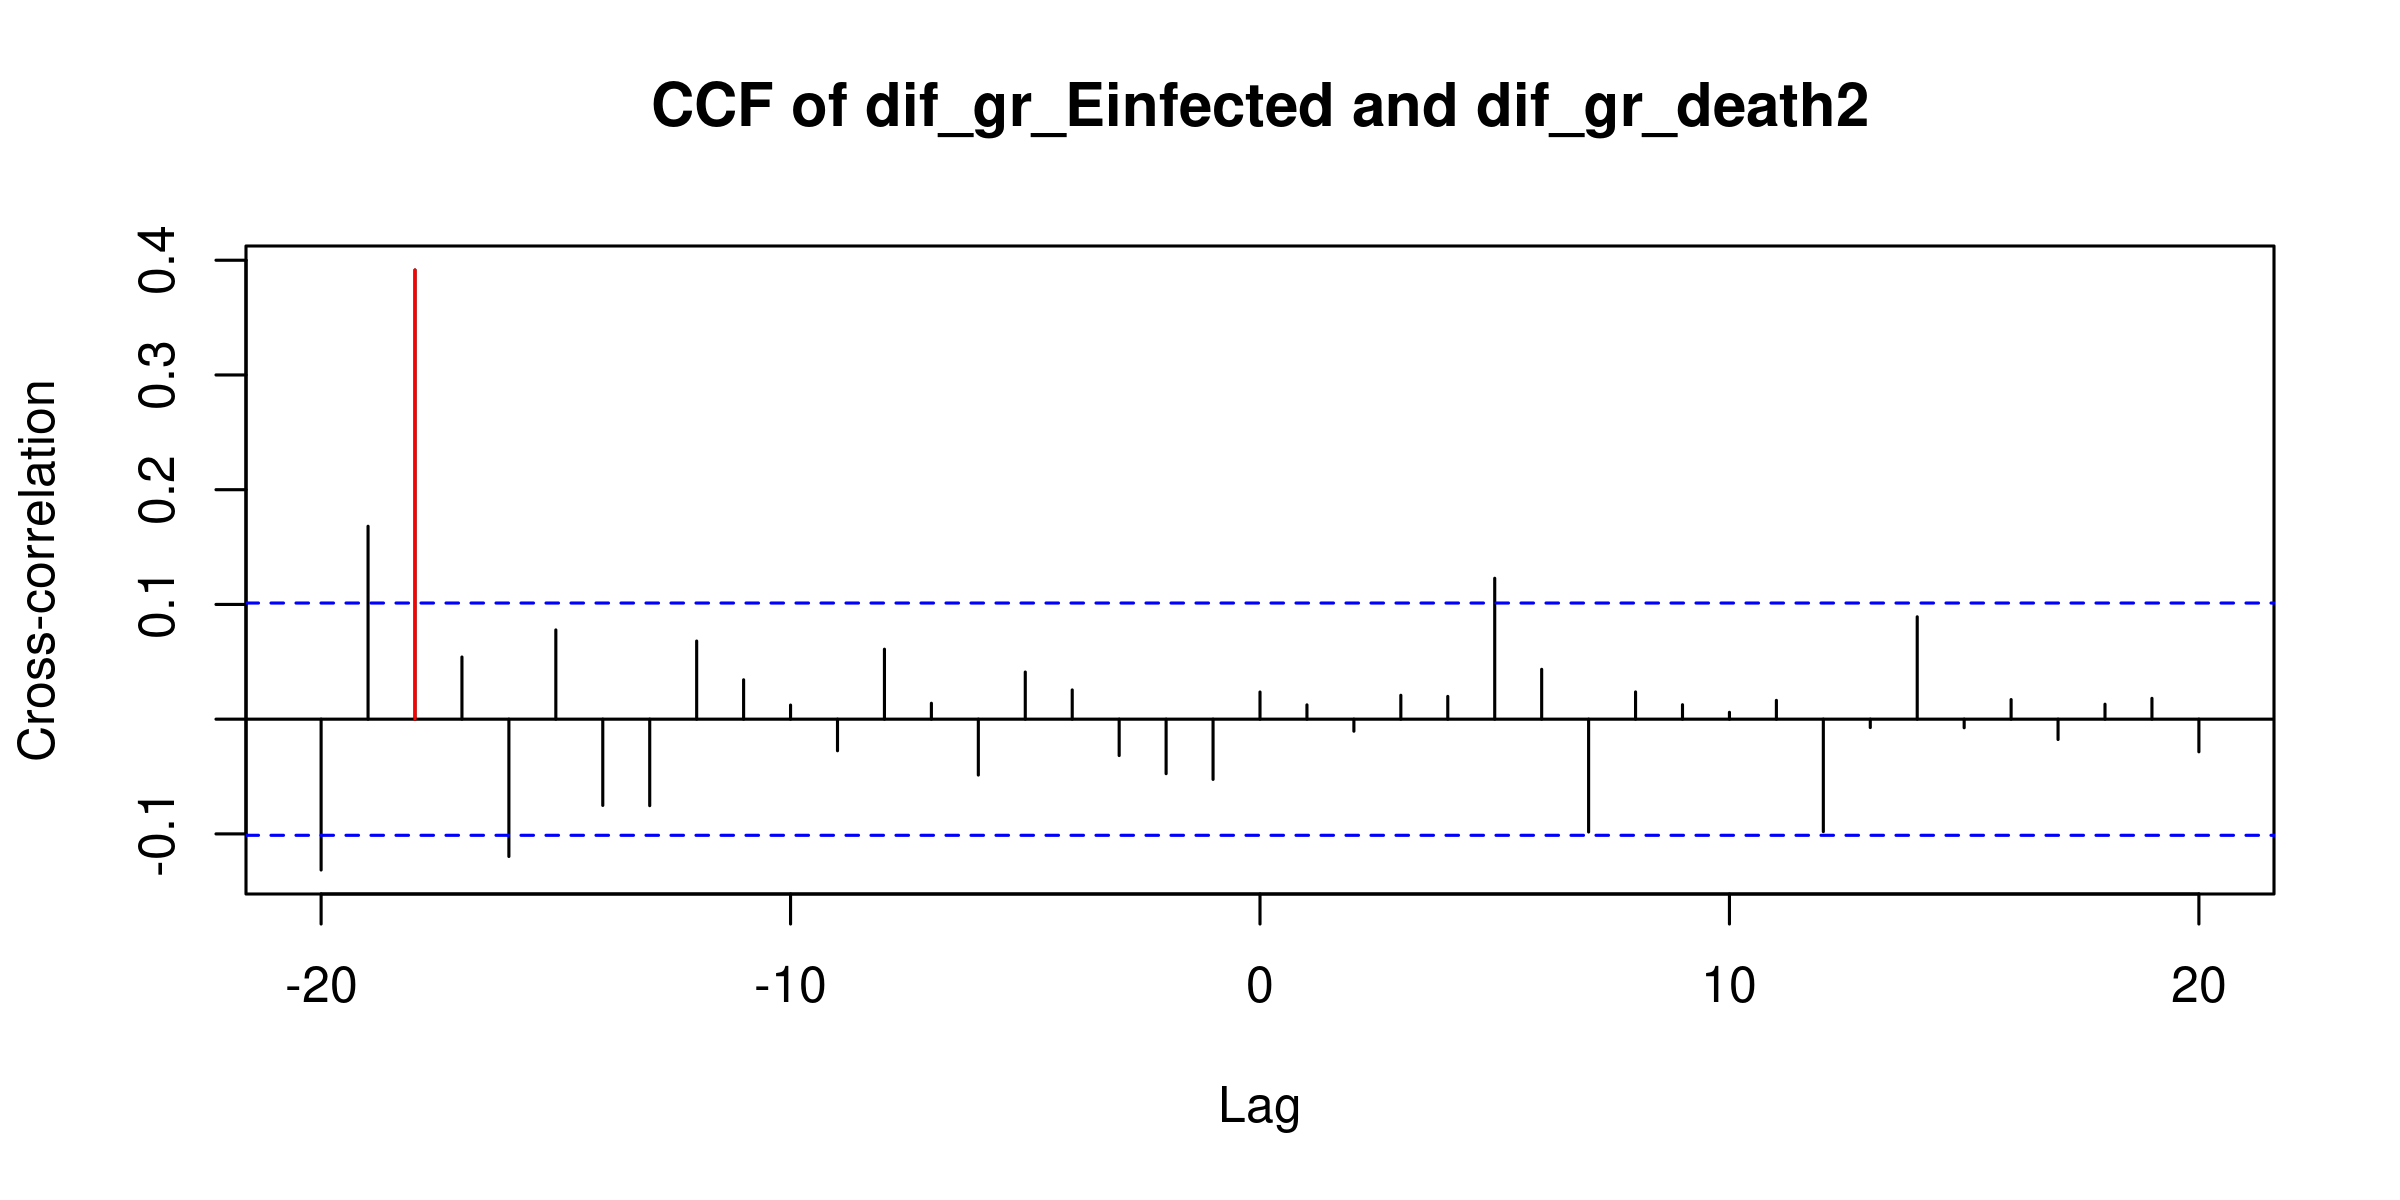 CCF of dif_gr_Einfected and dif_gr_death2
Cross-correlation
0.4
0.3
0.2
0.1
-0.1
-20 -10 0 10 20
Lag